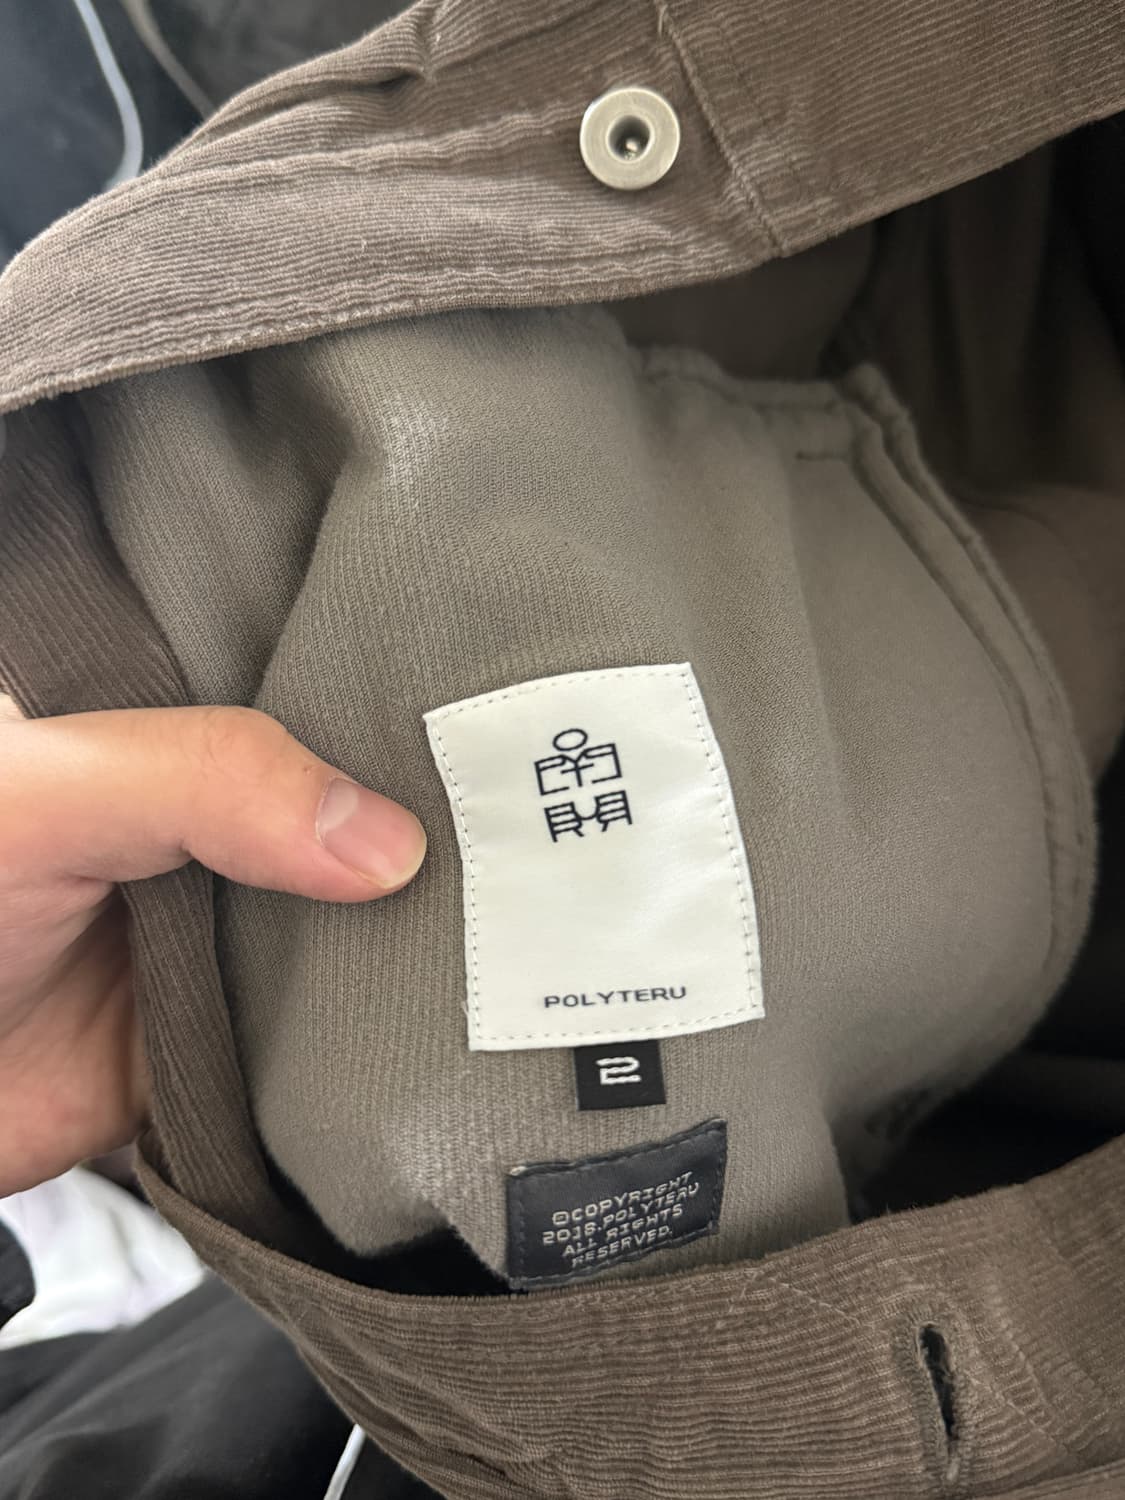 POLYTERU
2
©COPYRIGHT
2018.POLYTERU
ALL RIGHTS
RESERVED.